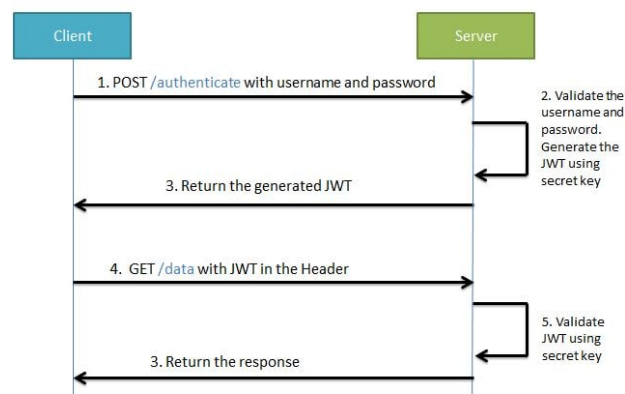 Client
Server
1. POST /authenticate with username and password
2. Validate the
username and
password.
Generate the
JWT using
secret key
3. Return the generated JWT
4. GET /data with JWT in the Header
5. Validate
JWT using
secret key
3. Return the response